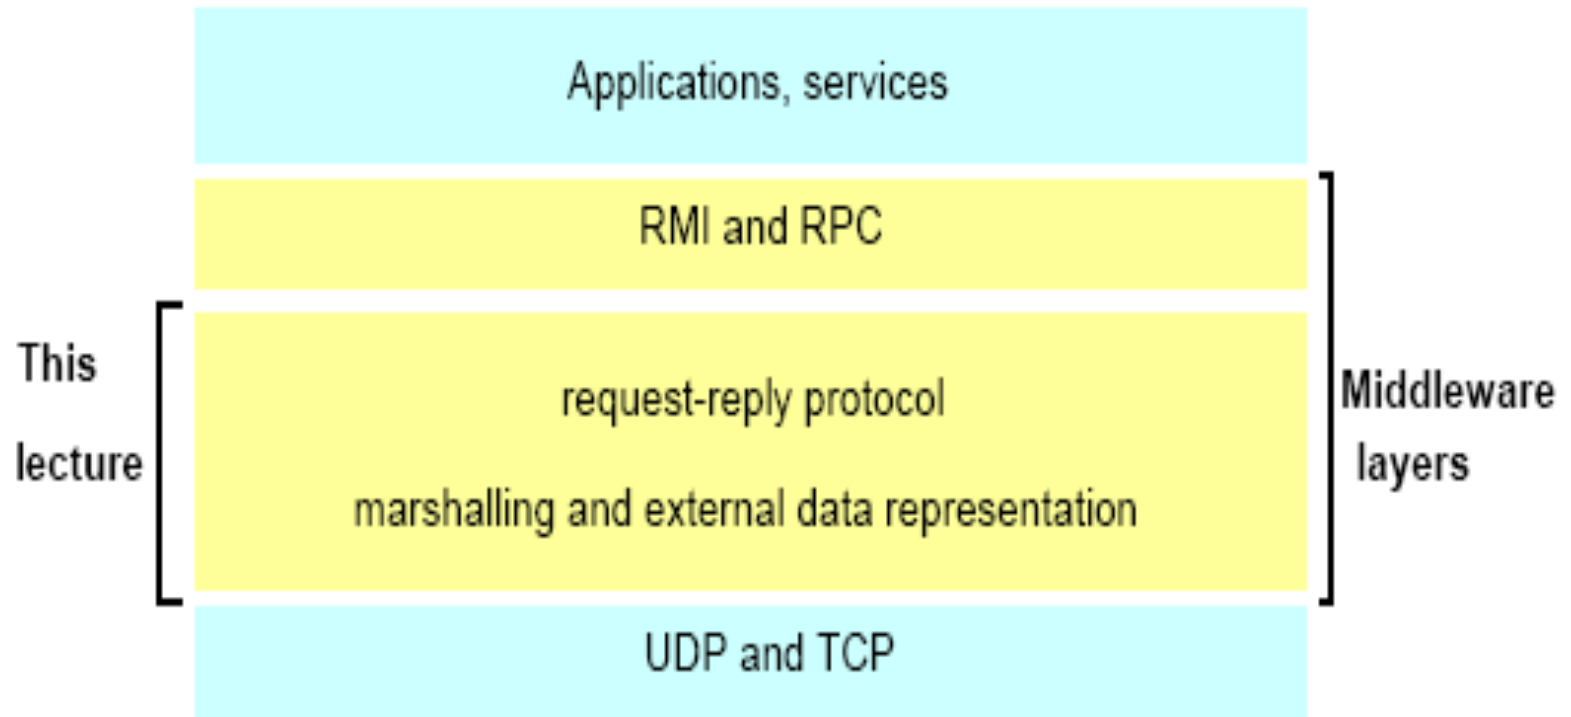 Applications, services
RMI and RPC
This
lecture
request-reply protocol
marshalling and external data representation
Middleware
layers
UDP and TCP